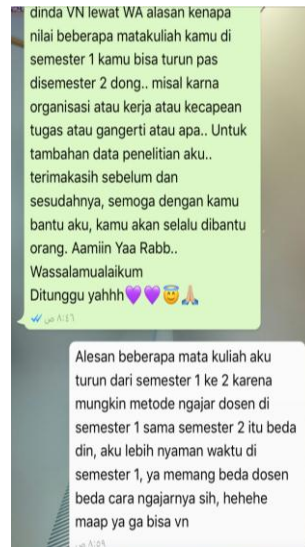 dinda VN lewat WA alasan kenapa
nilai beberapa matakuliah kamu di
semester 1 kamu bisa turun pas
disemester 2 dong.. misal karna
organisasi atau kerja atau kecapean
tugas atau gangerti atau apa.. Untuk
tambahan data penelitian aku..
terimakasih sebelum dan
sesudahnya, semoga dengan kamu
bantu aku, kamu akan selalu dibantu
orang. Aamiin Yaa Rabb..
Wassalamualaikum
Ditunggu yahhh💜💜😇🙏🏼
٨:٤٦ ص
Alesan beberapa mata kuliah aku
turun dari semester 1 ke 2 karena
mungkin metode ngajar dosen di
semester 1 sama semester 2 itu beda
din, aku lebih nyaman waktu di
semester 1, ya memang beda dosen
beda cara ngajarnya sih, hehehe
maap ya ga bisa vn
٨:٥٩ ص